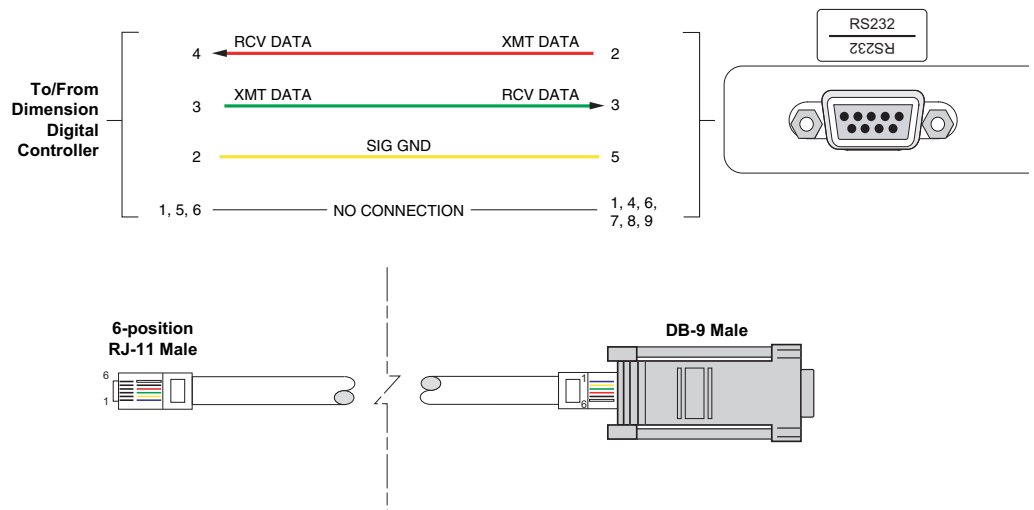 RS232
RS232
RCV DATA
XMT DATA
4
2
To/From
Dimension
Digital
Controller
XMT DATA
RCV DATA
3
3
SIG GND
2
5
1, 5, 6
NO CONNECTION
1, 4, 6,
7, 8, 9
6-position
RJ-11 Male
DB-9 Male
6
1
1
6